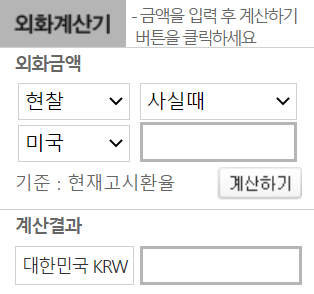 외화계산기
- 금액을 입력 후 계산하기
버튼을 클릭하세요
외화금액
현찰 사실때
미국
기준 : 현재고시환율 계산하기
계산결과
대한민국 KRW